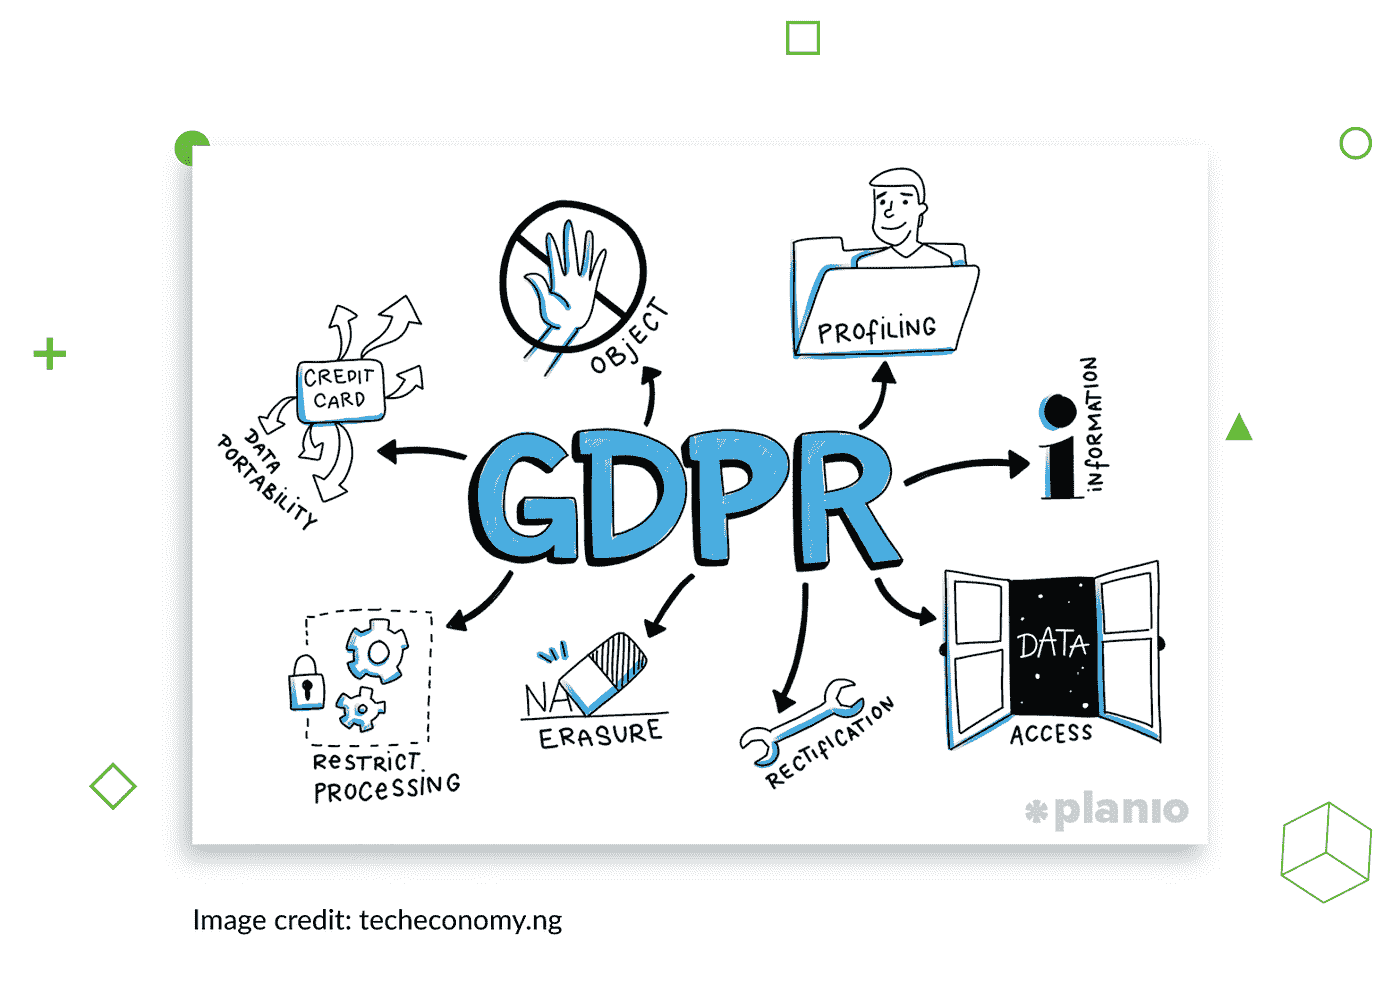 OBJECT
PROFILING
CREDIT
CARD
DATA
PORTABILITY
INFORMATION
GDPR
DATA
ACCESS
NA
ERASURE
RECTIFICATION
RESTRICT
PROCESSING
planio
Image credit: techeconomy.ng